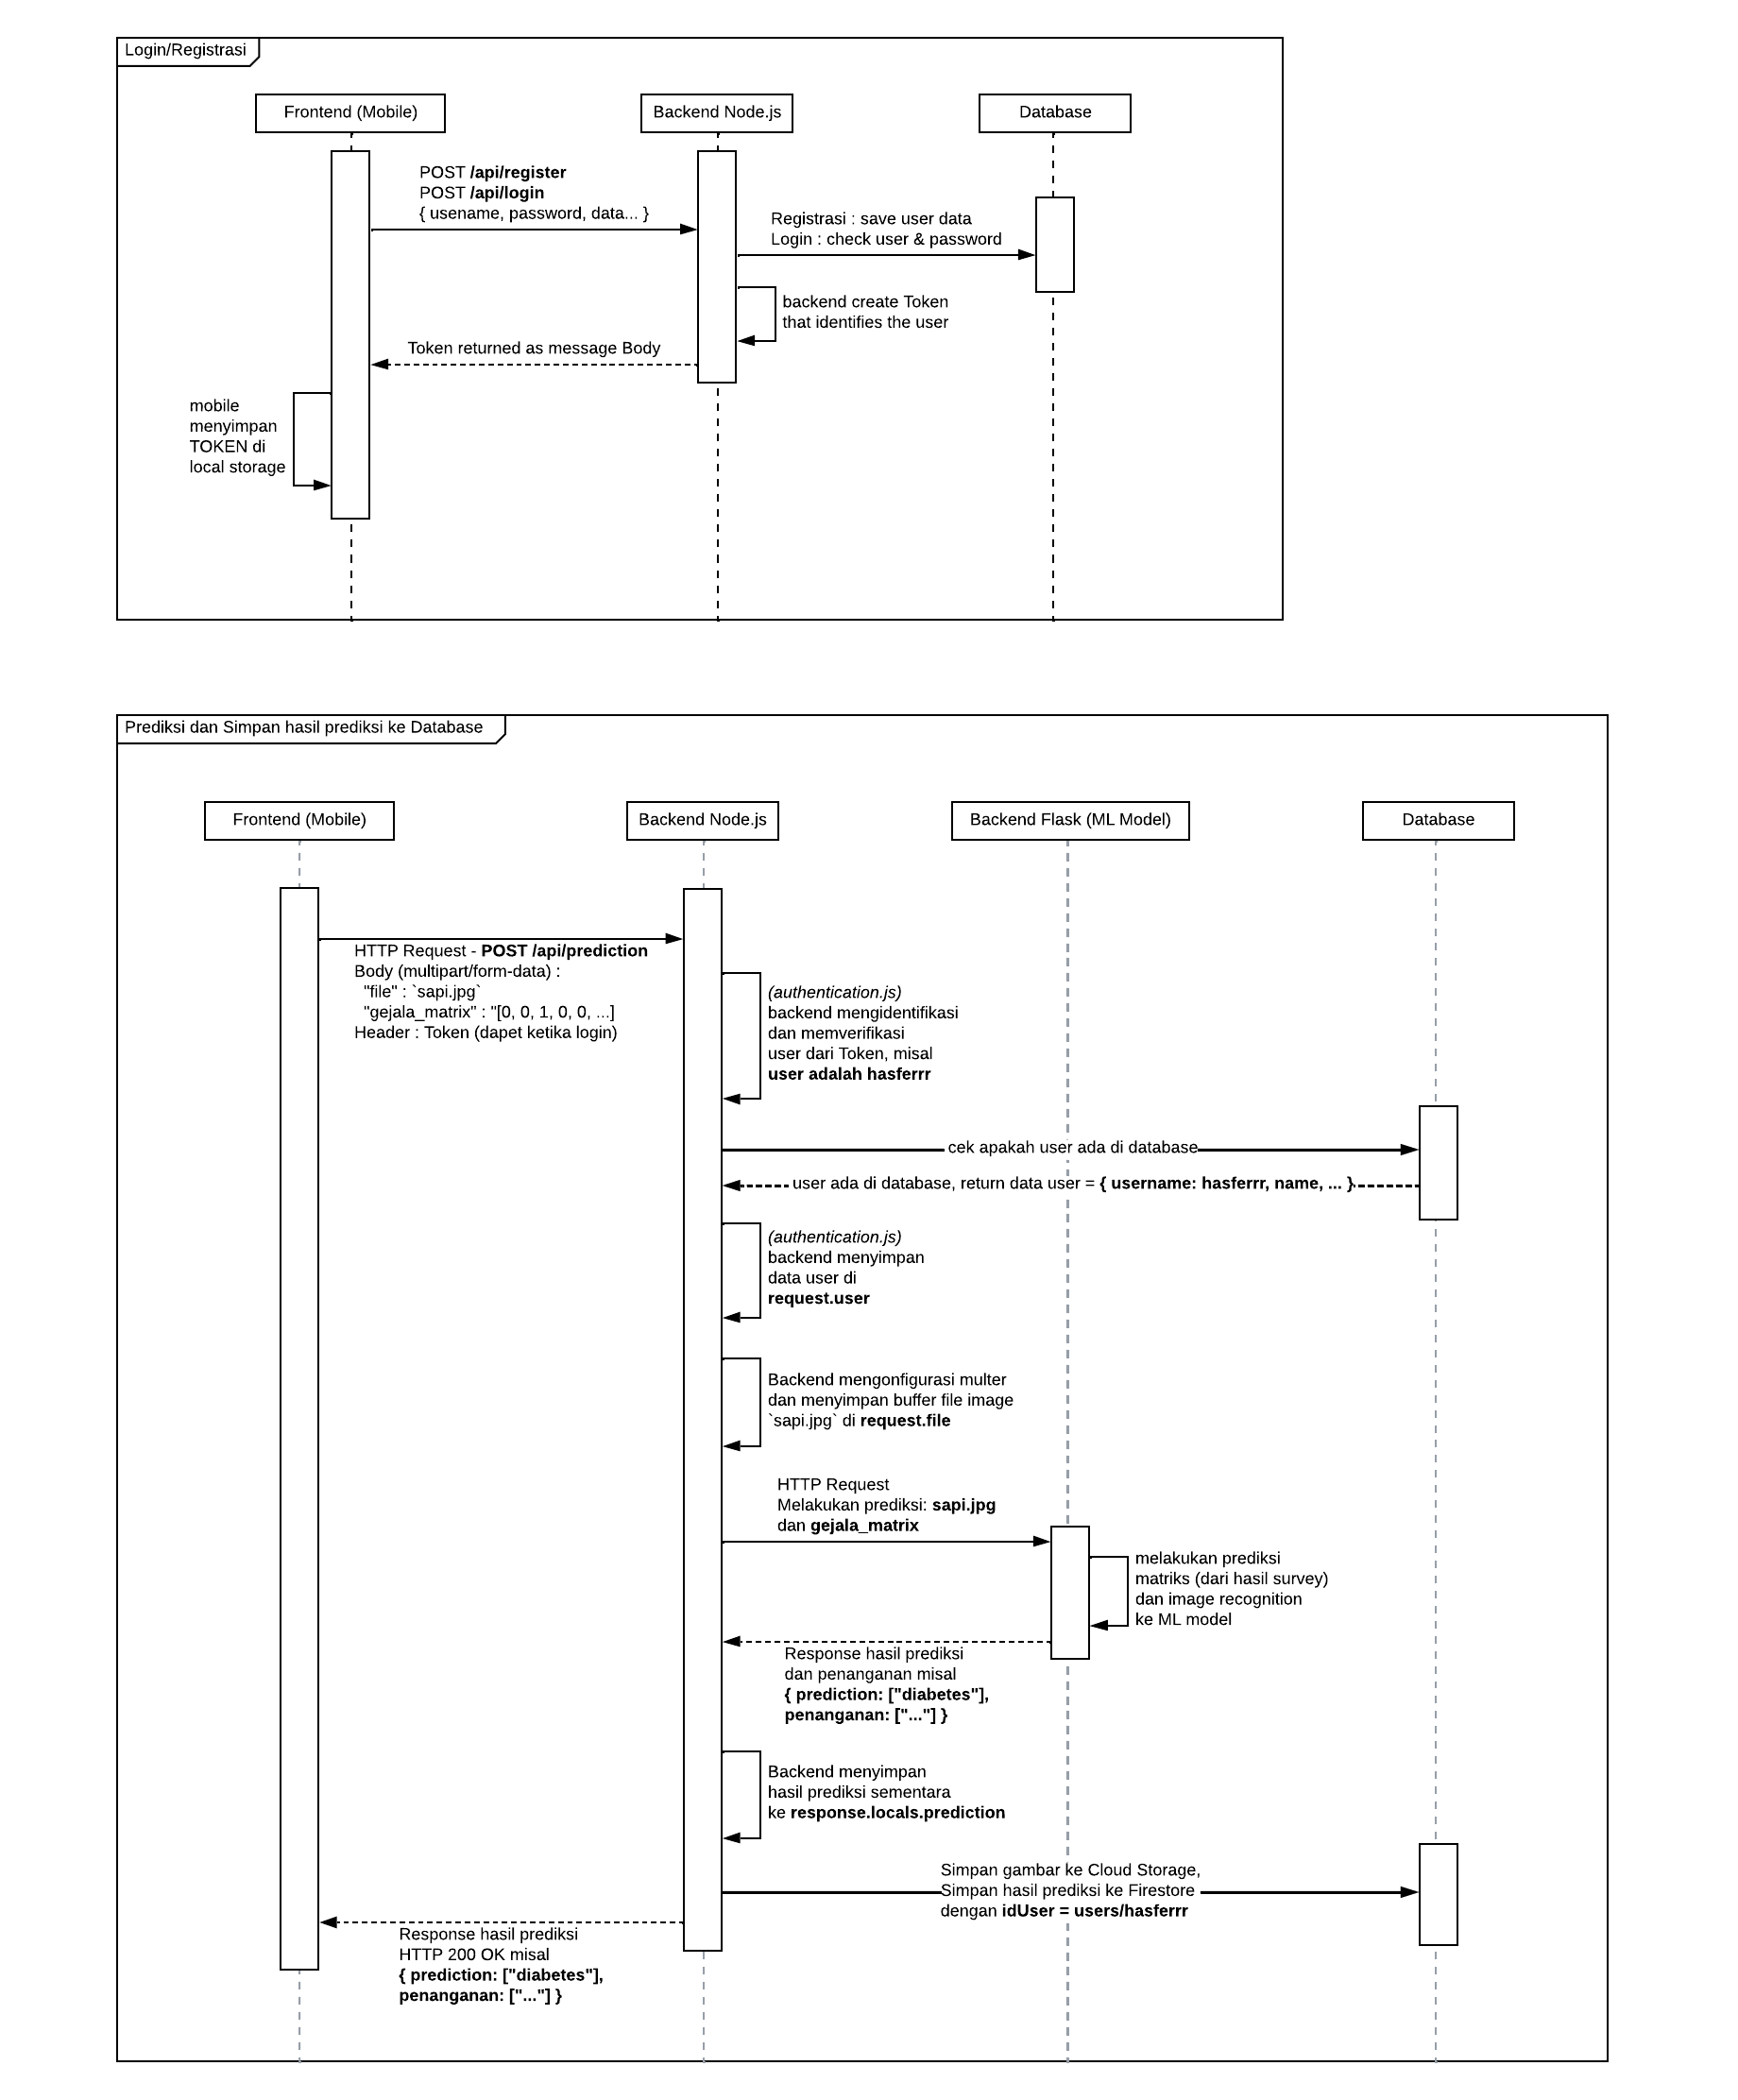 Login/Registrasi
Frontend (Mobile)
Backend Node.js
Database
POST /api/register
POST /api/login
{ usename, password, data... }
Registrasi : save user data
Login : check user & password
backend create Token
that identifies the user
Token returned as message Body
mobile
menyimpan
TOKEN di
local storage
Prediksi dan Simpan hasil prediksi ke Database
Frontend (Mobile)
Backend Node.js
Backend Flask (ML Model)
Database
HTTP Request - POST /api/prediction
Body (multipart/form-data) :
"file" : `sapi.jpg`
"gejala_matrix" : "[0, 0, 1, 0, 0, ...]
Header : Token (dapet ketika login)
(authentication.js)
backend mengidentifikasi
dan memverifikasi
user dari Token, misal
user adalah hasferrr
cek apakah user ada di database
user ada di database, return data user = { username: hasferrr, name, ... }
(authentication.js)
backend menyimpan
data user di
request.user
Backend mengonfigurasi multer
dan menyimpan buffer file image
`sapi.jpg` di request.file
HTTP Request
Melakukan prediksi: sapi.jpg
dan gejala_matrix
melakukan prediksi
matriks (dari hasil survey)
dan image recognition
ke ML model
Response hasil prediksi
dan penanganan misal
{ prediction: ["diabetes"],
penanganan: ["..."] }
Backend menyimpan
hasil prediksi sementara
ke response.locals.prediction
Simpan gambar ke Cloud Storage,
Simpan hasil prediksi ke Firestore
dengan idUser = users/hasferrr
Response hasil prediksi
HTTP 200 OK misal
{ prediction: ["diabetes"],
penanganan: ["..."] }